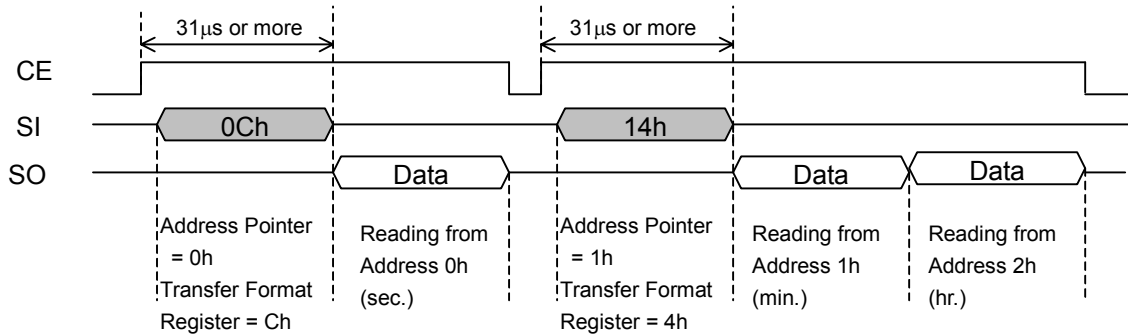 31μs or more 31μs or more
CE
SI 0Ch 14h
SO Data Data Data
Address Pointer
= 0h
Transfer Format
Register = Ch
Reading from
Address 0h
(sec.)
Address Pointer
= 1h
Transfer Format
Register = 4h
Reading from
Address 1h
(min.)
Reading from
Address 2h
(hr.)